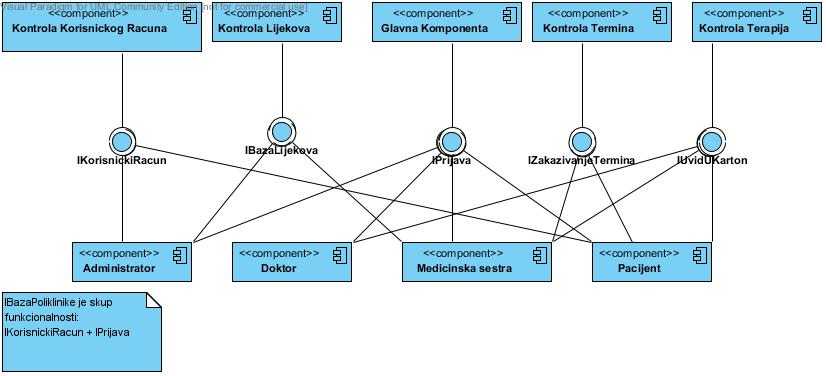 Visual Paradigm for UML Community Edition [not for commercial use]
<<component>>
Kontrola Korisnickog Racuna
<<component>>
Kontrola Lijekova
<<component>>
Glavna Komponenta
<<component>>
Kontrola Termina
<<component>>
Kontrola Terapija
IKorisnickiRacun
IBazaLijekova
IPrijava
IZakazivanjeTermina
IUvidUKarton
<<component>>
Administrator
<<component>>
Doktor
<<component>>
Medicinska sestra
<<component>>
Pacijent
IBazaPoliklinike je skup
funkcionalnosti:
IKorisnickiRacun + IPrijava